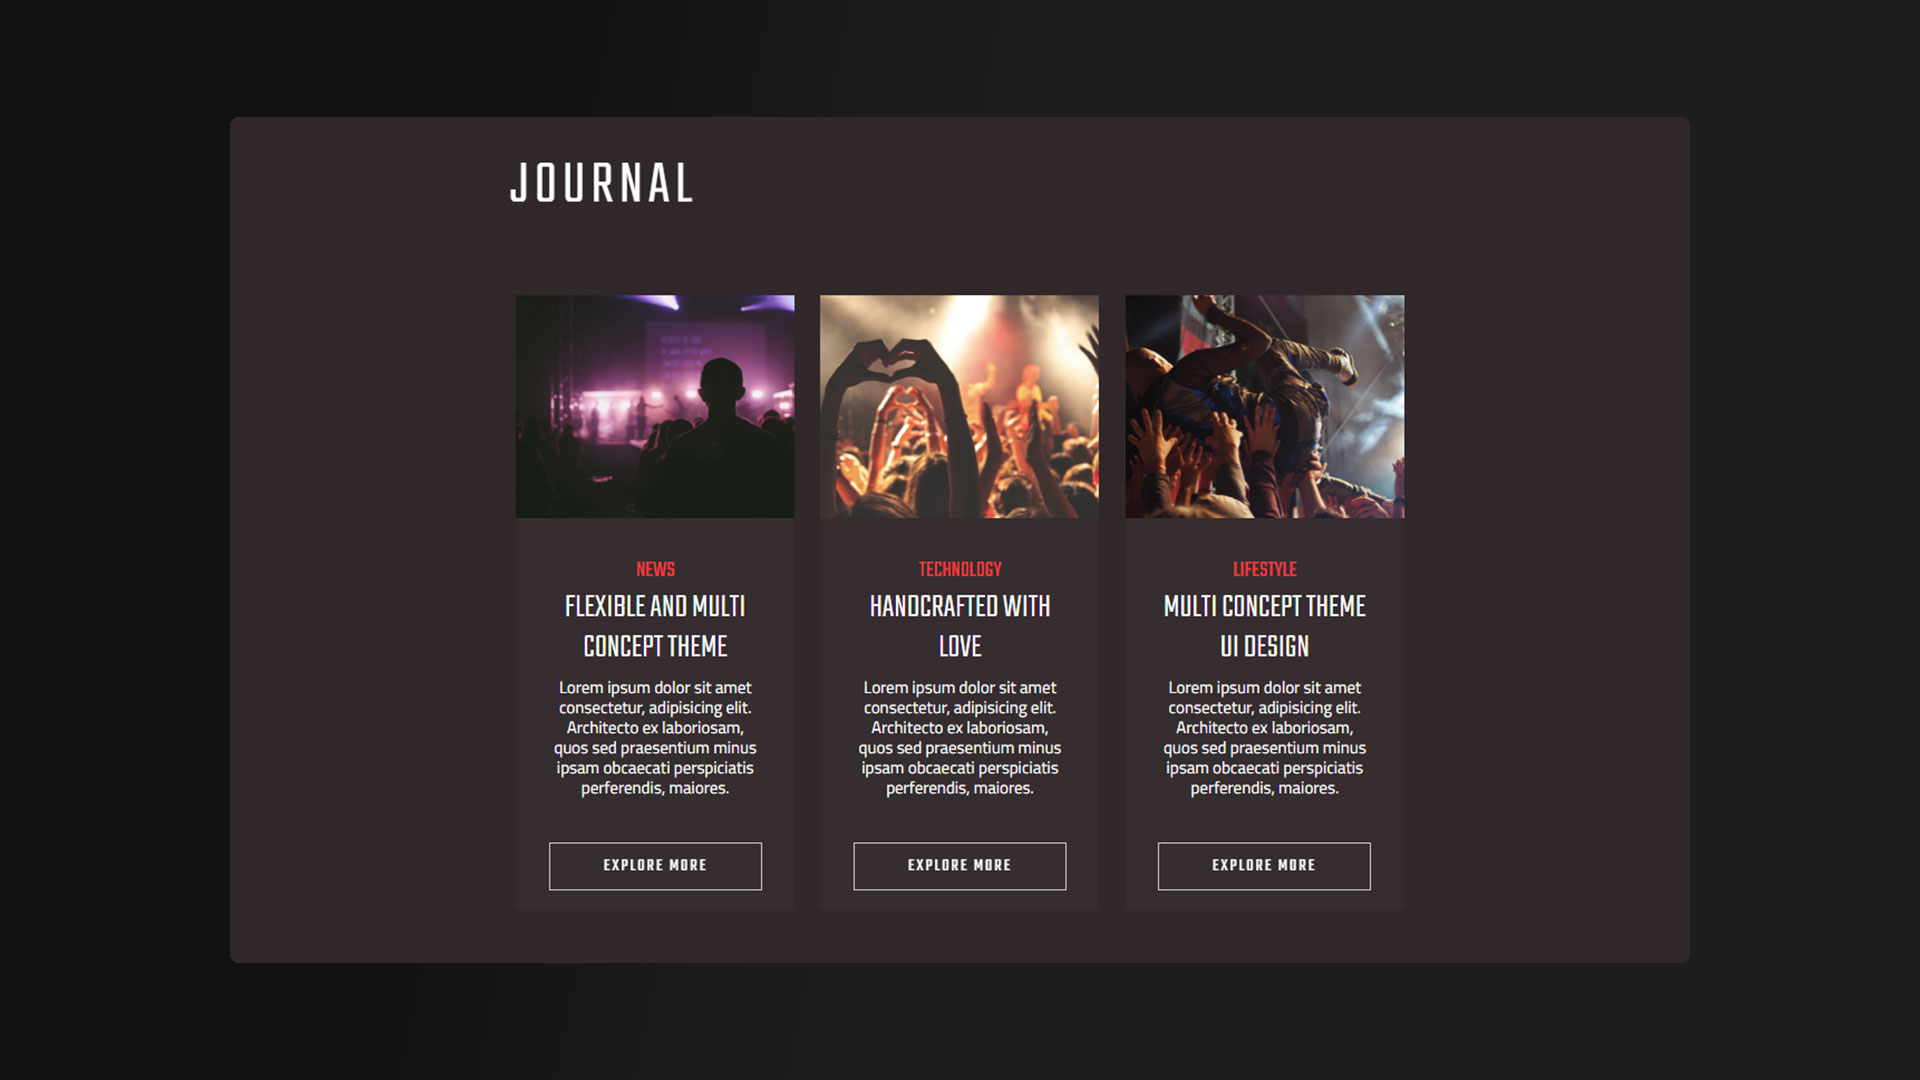 JOURNAL
NEWS
FLEXIBLE AND MULTI
CONCEPT THEME
Lorem ipsum dolor sit amet
consectetur, adipisicing elit.
Architecto ex laboriosam,
quos sed praesentium minus
ipsam obcaecati perspiciatis
perferendis, maiores.
EXPLORE MORE
TECHNOLOGY
HANDCRAFTED WITH
LOVE
Lorem ipsum dolor sit amet
consectetur, adipisicing elit.
Architecto ex laboriosam,
quos sed praesentium minus
ipsam obcaecati perspiciatis
perferendis, maiores.
EXPLORE MORE
LIFESTYLE
MULTI CONCEPT THEME
UI DESIGN
Lorem ipsum dolor sit amet
consectetur, adipisicing elit.
Architecto ex laboriosam,
quos sed praesentium minus
ipsam obcaecati perspiciatis
perferendis, maiores.
EXPLORE MORE